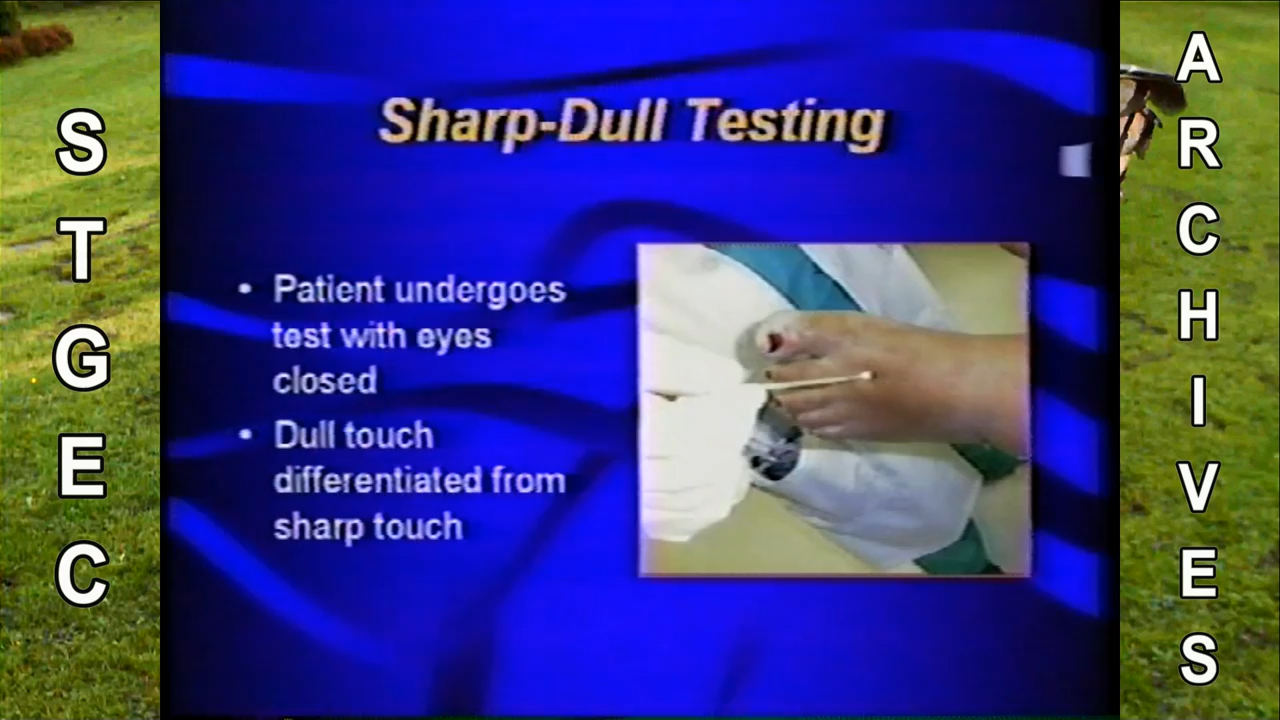 STGEC
Sharp-Dull Testing
• Patient undergoes
test with eyes
closed
• Dull touch
differentiated from
sharp touch
ARCHIVES